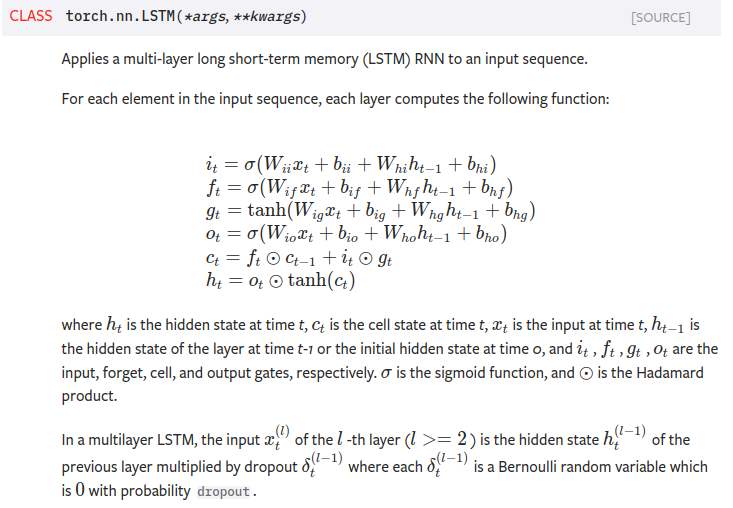 CLASS torch.nn.LSTM(*args, **kwargs) [SOURCE]
Applies a multi-layer long short-term memory (LSTM) RNN to an input sequence.
For each element in the input sequence, each layer computes the following function:
i_t = σ(W_{ii} x_t + b_{ii} + W_{hi} h_{t−1} + b_{hi})
f_t = σ(W_{if} x_t + b_{if} + W_{hf} h_{t−1} + b_{hf})
g_t = tanh(W_{ig} x_t + b_{ig} + W_{hg} h_{t−1} + b_{hg})
o_t = σ(W_{io} x_t + b_{io} + W_{ho} h_{t−1} + b_{ho})
c_t = f_t ⊙ c_{t−1} + i_t ⊙ g_t
h_t = o_t ⊙ tanh(c_t)
where h_t is the hidden state at time t, c_t is the cell state at time t, x_t is the input at time t, h_{t−1} is
the hidden state of the layer at time t-1 or the initial hidden state at time 0, and i_t , f_t , g_t , o_t are the
input, forget, cell, and output gates, respectively. σ is the sigmoid function, and ⊙ is the Hadamard
product.
In a multilayer LSTM, the input x_t^{(l)} of the l -th layer (l >= 2) is the hidden state h_t^{(l−1)} of the
previous layer multiplied by dropout δ_t^{(l−1)} where each δ_t^{(l−1)} is a Bernoulli random variable which
is 0 with probability dropout .